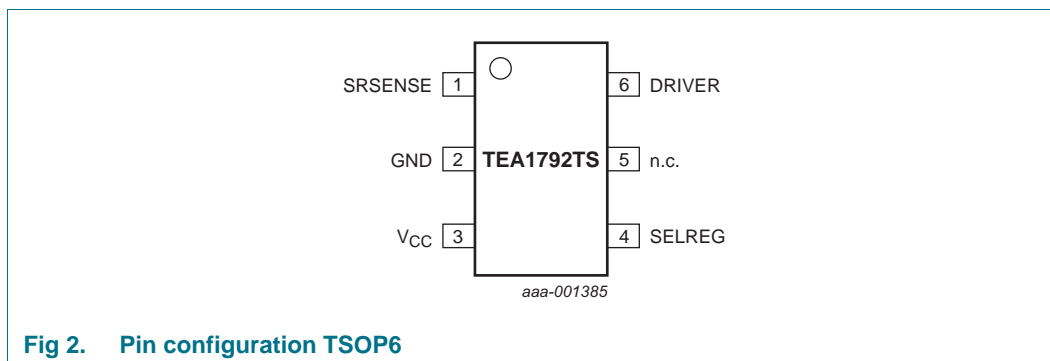 SRSENSE 1 6 DRIVER
GND 2 TEA1792TS 5 n.c.
VCC 3 4 SELREG
aaa-001385
Fig 2. Pin configuration TSOP6